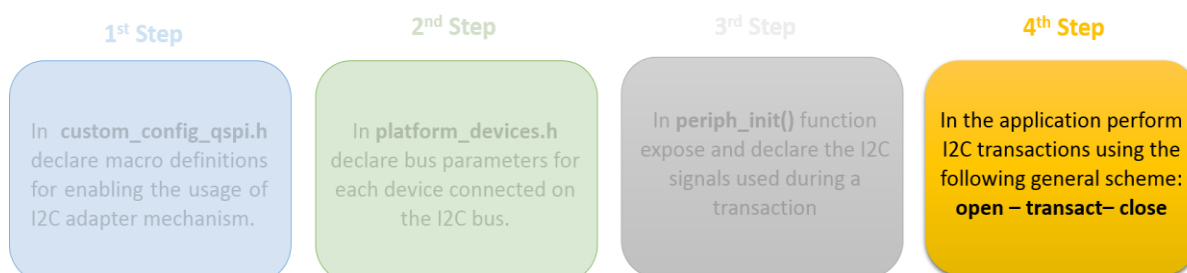 1st Step
In custom_config_qspi.h
declare macro definitions
for enabling the usage of
I2C adapter mechanism.
2nd Step
In platform_devices.h
declare bus parameters for
each device connected on
the I2C bus.
3rd Step
In periph_init() function
expose and declare the I2C
signals used during a
transaction
4th Step
In the application perform
I2C transactions using the
following general scheme:
open – transact– close